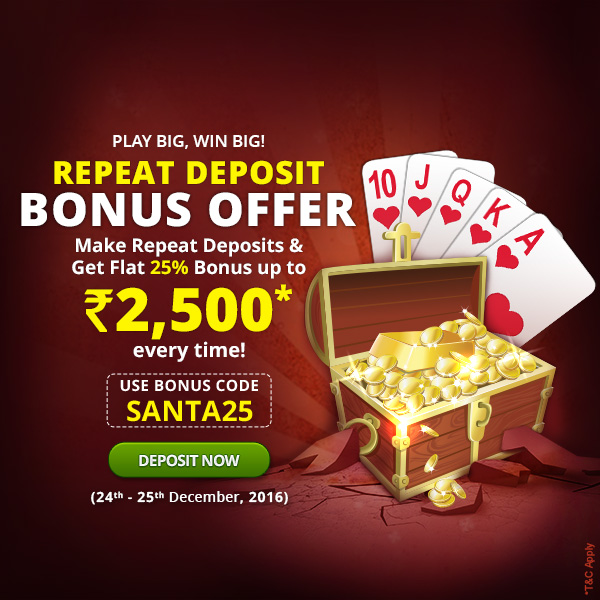 PLAY BIG, WIN BIG!
REPEAT DEPOSIT
BONUS OFFER
Make Repeat Deposits &
Get Flat 25% Bonus up to
₹2,500*
every time!
USE BONUS CODE
SANTA25
DEPOSIT NOW
(24th - 25th December, 2016)
10
J
Q
K
A
*T&C Apply